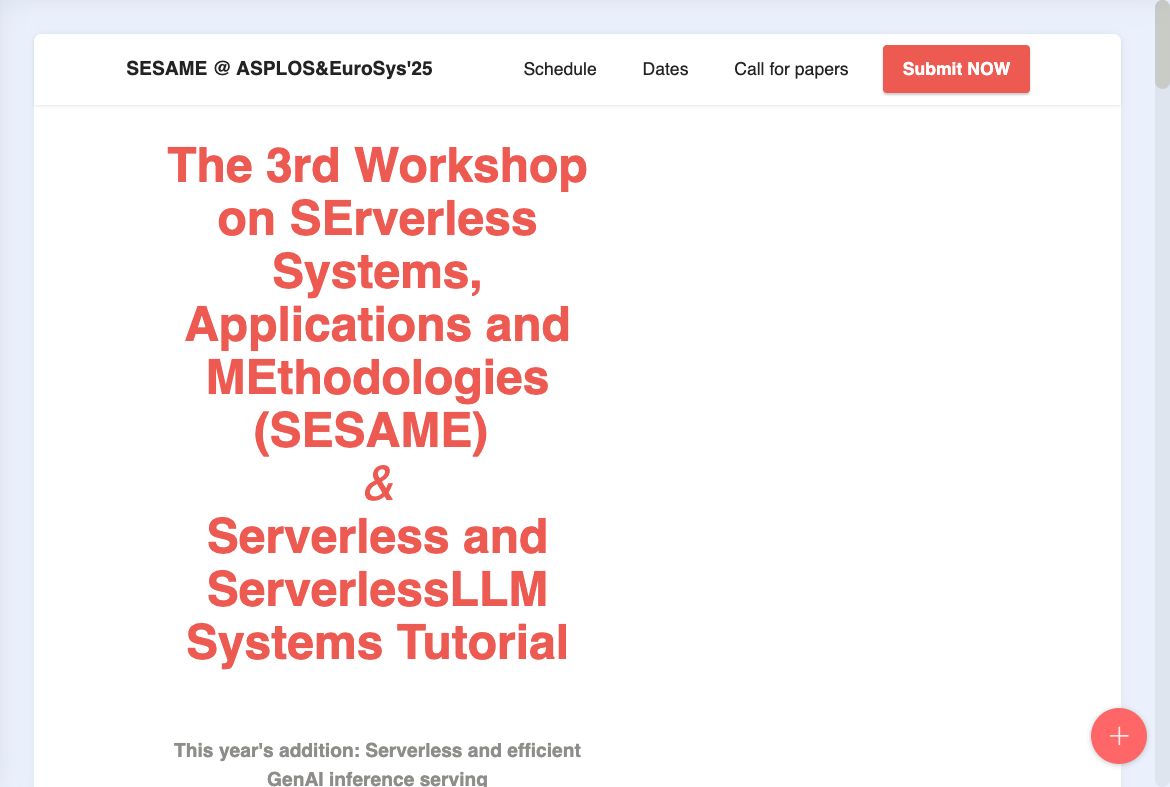 SESAME @ ASPLOS&EuroSys'25
Schedule
Dates
Call for papers
Submit NOW
The 3rd Workshop
on SErverless
Systems,
Applications and
MEthodologies
(SESAME)
&
Serverless and
ServerlessLLM
Systems Tutorial
This year's addition: Serverless and efficient
GenAI inference serving